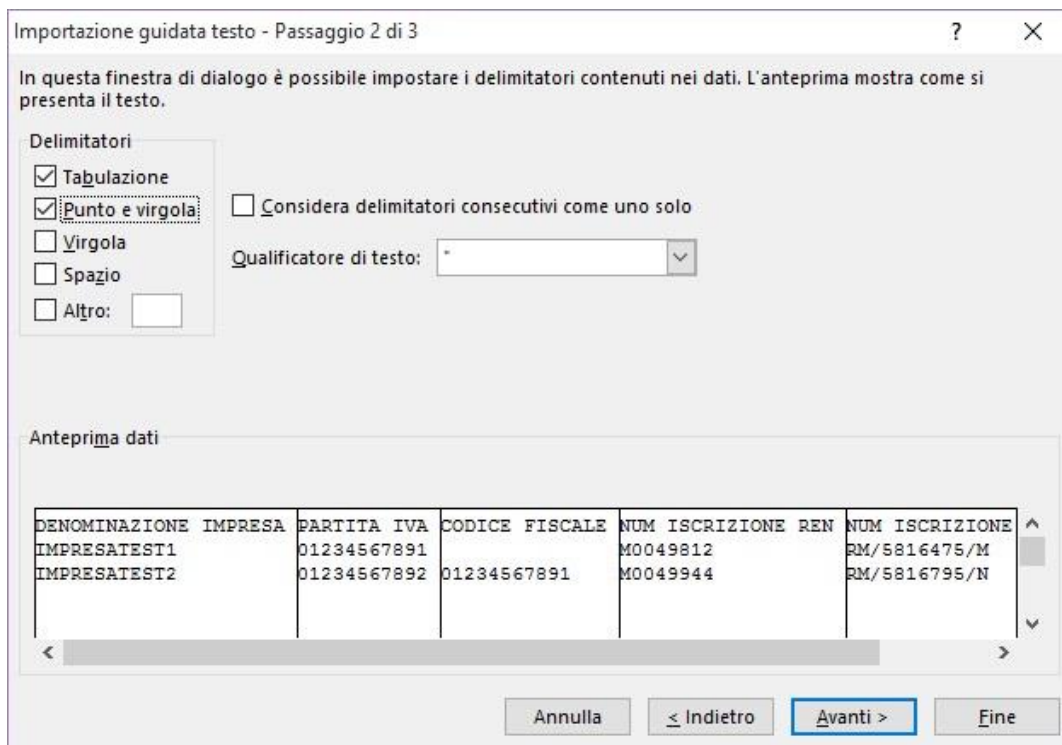 Importazione guidata testo - Passaggio 2 di 3
?
In questa finestra di dialogo è possibile impostare i delimitatori contenuti nei dati. L'anteprima mostra come si
presenta il testo.
Delimitatori
Tabulazione
Punto e virgola
Virgola
Spazio
Altro:
Considera delimitatori consecutivi come uno solo
Qualificatore di testo: "
Anteprima dati
DENOMINAZIONE IMPRESA PARTITA IVA CODICE FISCALE NUM ISCRIZIONE REN NUM ISCRIZIONE
IMPRESATEST1 01234567891 M0049812 RM/5816475/M
IMPRESATEST2 01234567892 01234567891 M0049944 RM/5816795/N
Annulla < Indietro Avanti > Fine